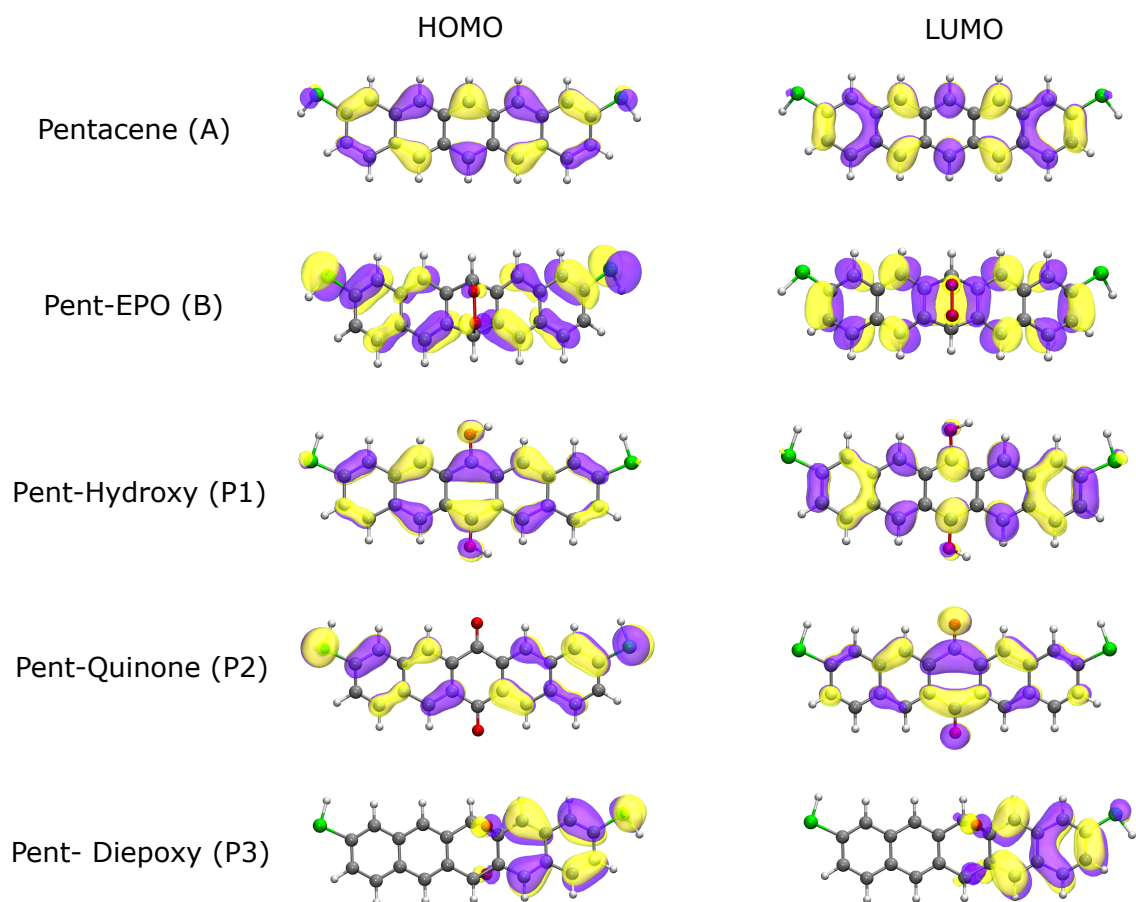 HOMO LUMO
Pentacene (A)
Pent-EPO (B)
Pent-Hydroxy (P1)
Pent-Quinone (P2)
Pent- Diepoxy (P3)